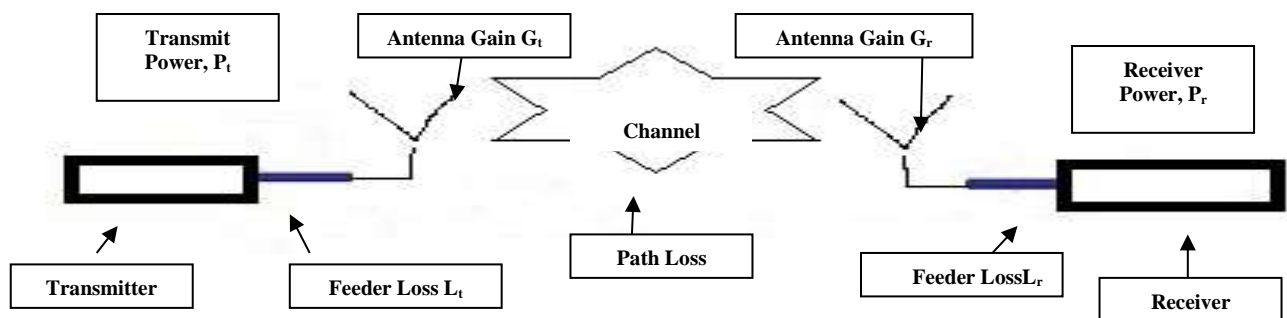 Transmit
Power, Pt
Antenna Gain Gt
Antenna Gain Gr
Receiver
Power, Pr
Channel
Transmitter
Feeder Loss Lt
Path Loss
Feeder LossLr
Receiver